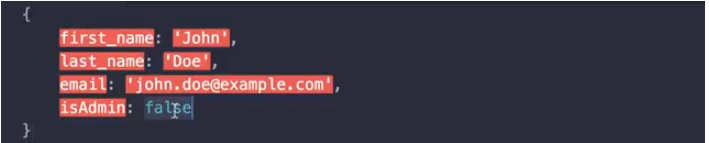 {
first_name: 'John',
last_name: 'Doe',
email: 'john.doe@example.com',
isAdmin: false
}